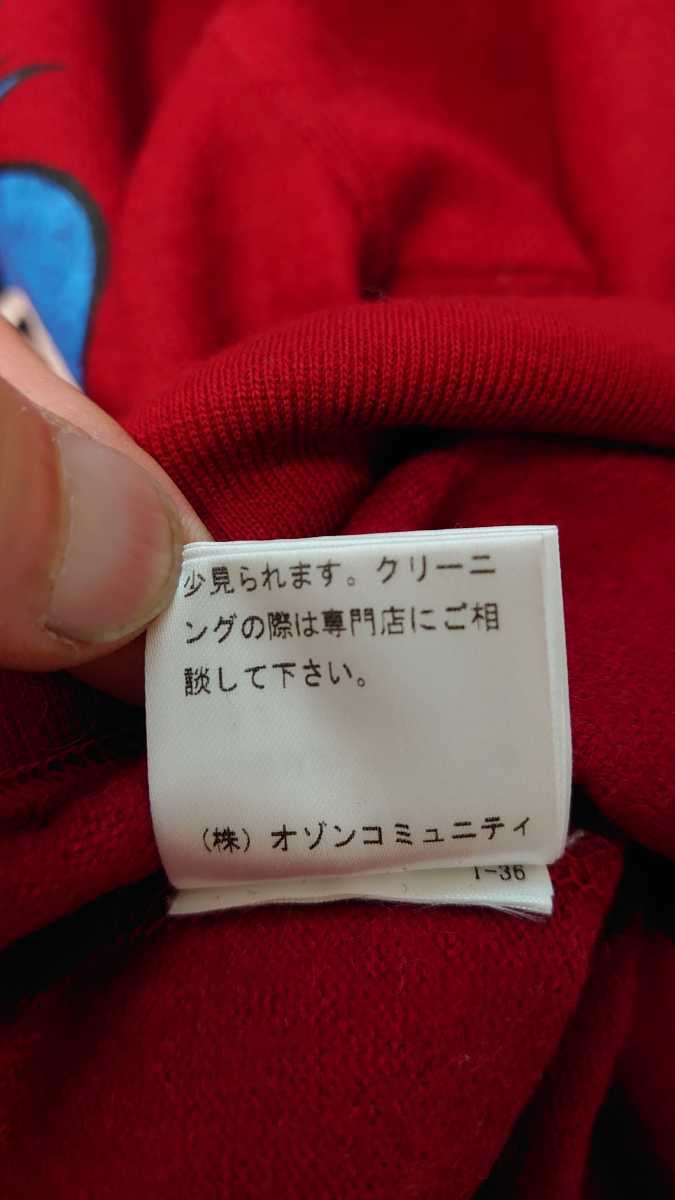 少見られます。クリーニ
ングの際は専門店にご相
談して下さい。
（株）オゾンコミュニティ
1-36